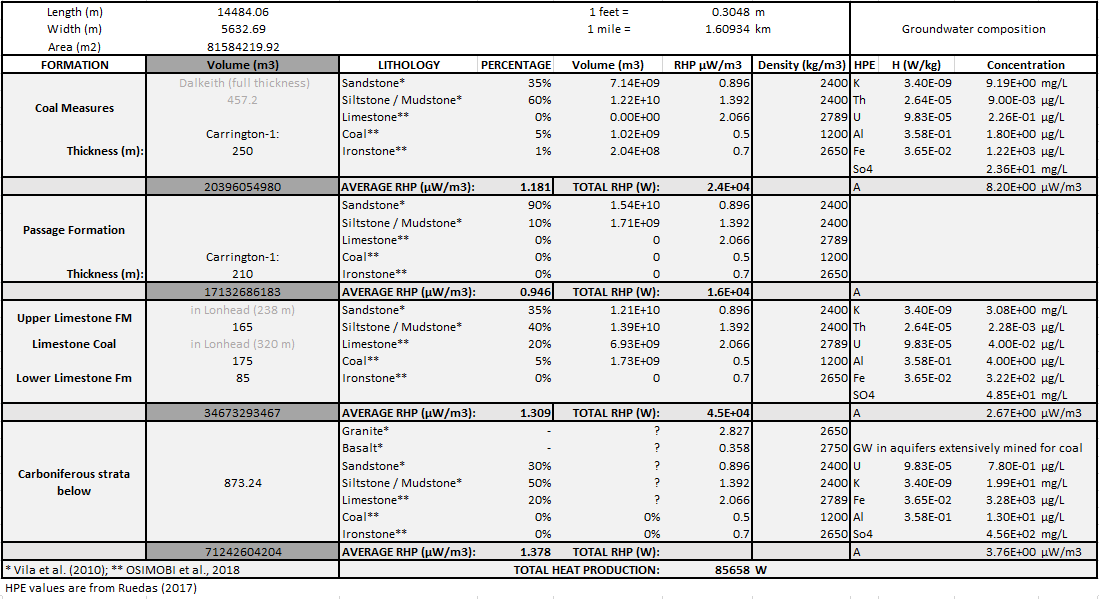 Length (m) 14484.06 1 feet = 0.3048 m
Width (m) 5632.69 1 mile = 1.60934 km Groundwater composition
Area (m2) 81584219.92
FORMATION Volume (m3) LITHOLOGY PERCENTAGE Volume (m3) RHP µW/m3 Density (kg/m3) HPE H (W/kg) Concentration
Dalkeith (full thickness) Sandstone* 35% 7.14E+09 0.896 2400 K 3.40E-09 9.19E+00 mg/L
Coal Measures 457.2 Siltstone / Mudstone* 60% 1.22E+10 1.392 2400 Th 2.64E-05 9.00E-03 µg/L
Limestone** 0% 0.00E+00 2.066 2789 U 9.83E-05 2.26E-01 µg/L
Carrington-1: Coal** 5% 1.02E+09 0.5 1200 Al 3.58E-01 1.80E+00 µg/L
Thickness (m): 250 Ironstone** 1% 2.04E+08 0.7 2650 Fe 3.65E-02 1.22E+03 µg/L
So4 2.36E+01 mg/L
20396054980 AVERAGE RHP (µW/m3): 1.181 TOTAL RHP (W): 2.4E+04 A 8.20E+00 µW/m3
Sandstone* 90% 1.54E+10 0.896 2400
Passage Formation Siltstone / Mudstone* 10% 1.71E+09 1.392 2400
Limestone** 0% 0 2.066 2789
Carrington-1: Coal** 0% 0 0.5 1200
Thickness (m): 210 Ironstone** 0% 0 0.7 2650
17132686183 AVERAGE RHP (µW/m3): 0.946 TOTAL RHP (W): 1.6E+04 A
Upper Limestone FM in Lonhead (238 m) Sandstone* 35% 1.21E+10 0.896 2400 K 3.40E-09 3.08E+00 mg/L
165 Siltstone / Mudstone* 40% 1.39E+10 1.392 2400 Th 2.64E-05 2.28E-03 µg/L
Limestone Coal in Lonhead (320 m) Limestone** 20% 6.93E+09 2.066 2789 U 9.83E-05 4.00E-02 µg/L
175 Coal** 5% 1.73E+09 0.5 1200 Al 3.58E-01 4.00E+00 µg/L
Lower Limestone Fm 85 Ironstone** 0% 0 0.7 2650 Fe 3.65E-02 3.22E+02 µg/L
SO4 4.85E+01 mg/L
34673293467 AVERAGE RHP (µW/m3): 1.309 TOTAL RHP (W): 4.5E+04 A 2.67E+00 µW/m3
Granite* - ? 2.827 2650
Basalt* - ? 0.358 2750 GW in aquifers extensively mined for coal
Carboniferous strata below 873.24 Sandstone* 30% ? 0.896 2400 U 9.83E-05 7.80E-01 µg/L
Siltstone / Mudstone* 50% ? 1.392 2400 K 3.40E-09 1.99E+01 mg/L
Limestone** 20% ? 2.066 2789 Fe 3.65E-02 3.28E+03 µg/L
Coal** 0% 0% 0.5 1200 Al 3.58E-01 1.30E+01 µg/L
Ironstone** 0% 0% 0.7 2650 So4 4.56E+02 mg/L
71242604204 AVERAGE RHP (µW/m3): 1.378 TOTAL RHP (W): A 3.76E+00 µW/m3
* Vila et al. (2010); ** OSIMOBI et al., 2018 TOTAL HEAT PRODUCTION: 85658 W
HPE values are from Ruedas (2017)